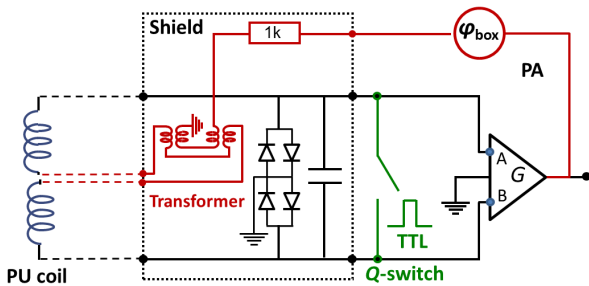 Shield
1k
φbox
PA
A
G
B
Transformer
TTL
PU coil
Q-switch